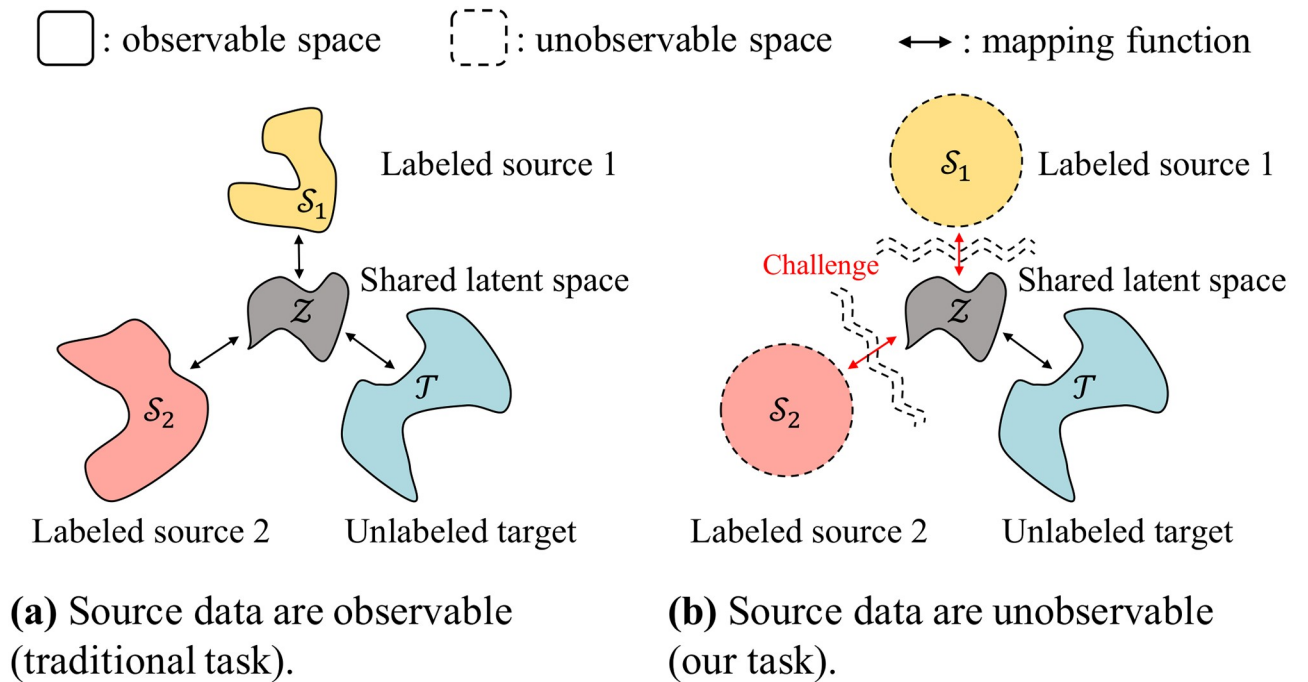 : observable space
: unobservable space
: mapping function
𝒮₁
Labeled source 1
Shared latent space
𝒵
𝒮₂
𝒯
Labeled source 2
Unlabeled target
(a) Source data are observable
(traditional task).
𝒮₁
Labeled source 1
Challenge
Shared latent space
𝒵
𝒮₂
𝒯
Labeled source 2
Unlabeled target
(b) Source data are unobservable
(our task).